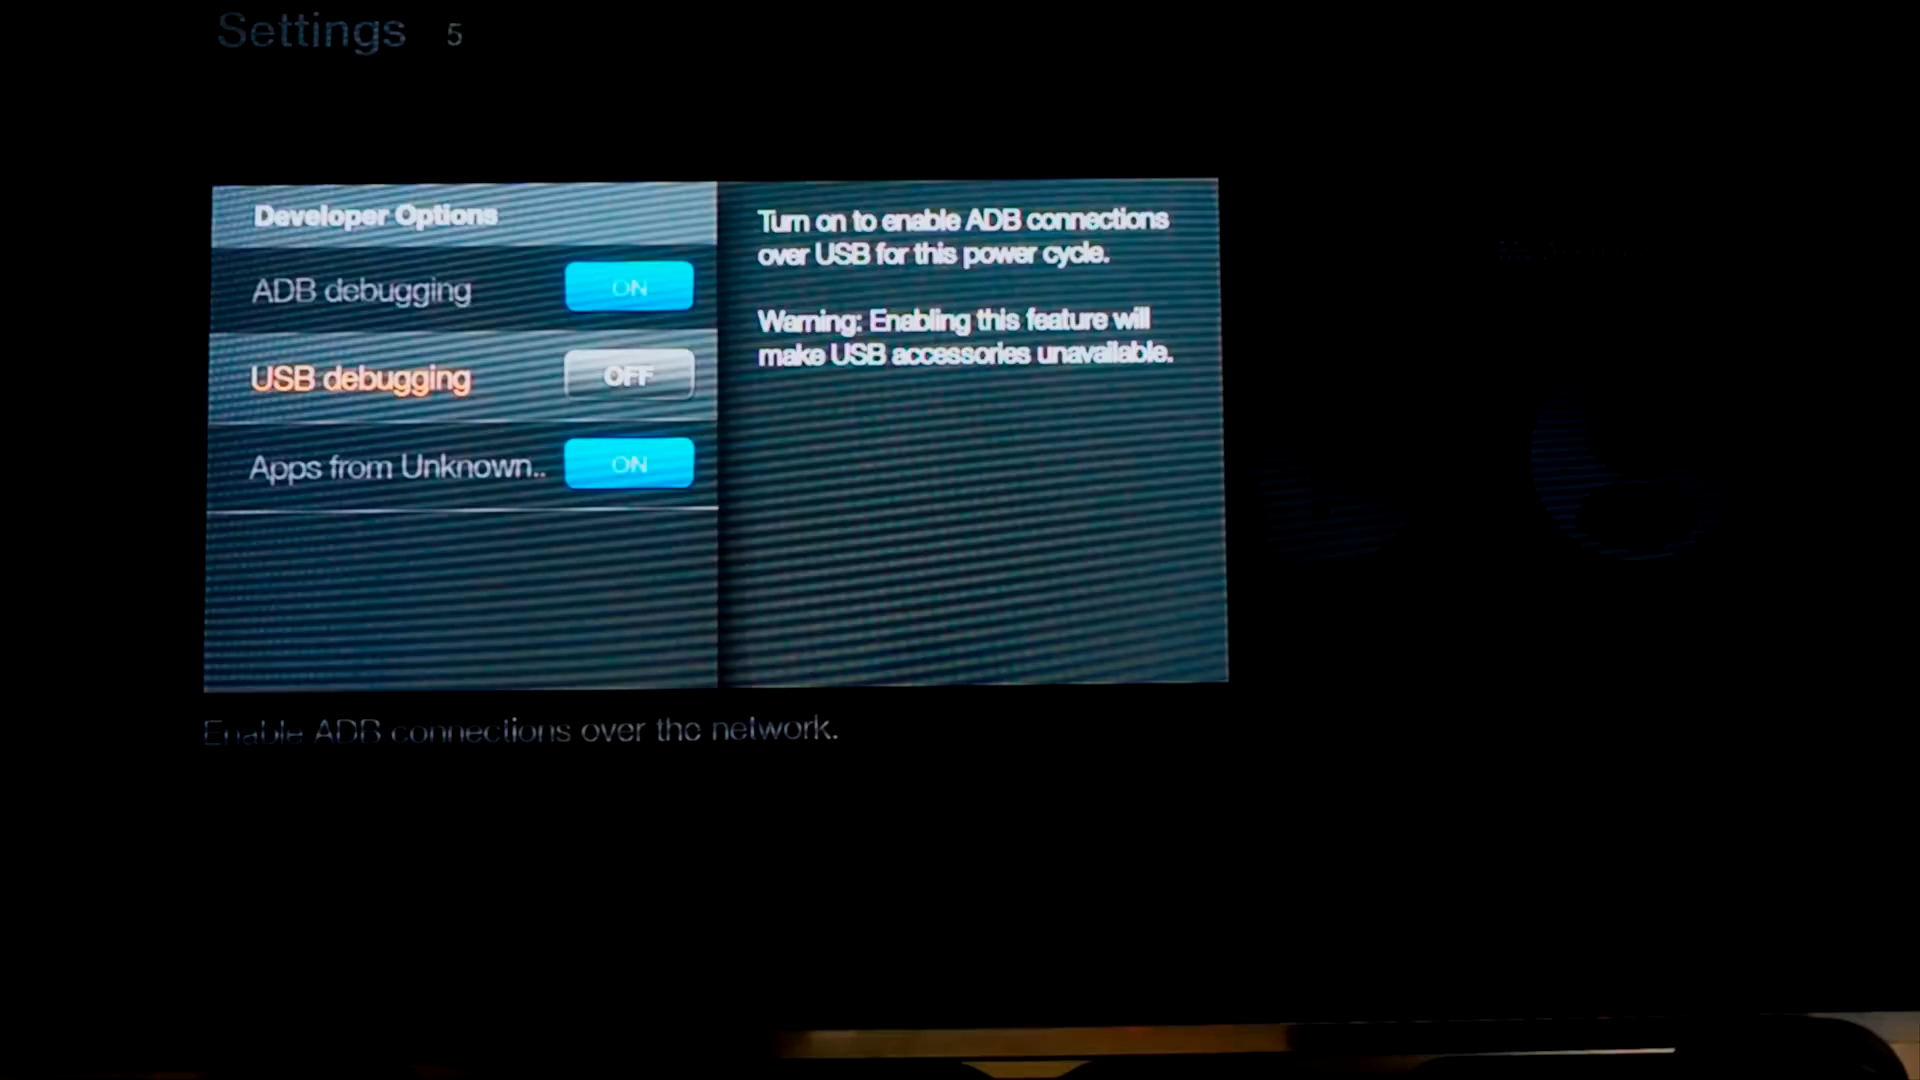 Settings 5
Developer Options
ADB debugging ON
USB debugging OFF
Apps from Unknown.. ON
Turn on to enable ADB connections
over USB for this power cycle.
Warning: Enabling this feature will
make USB accessories unavailable.
Enable ADB connections over the network.